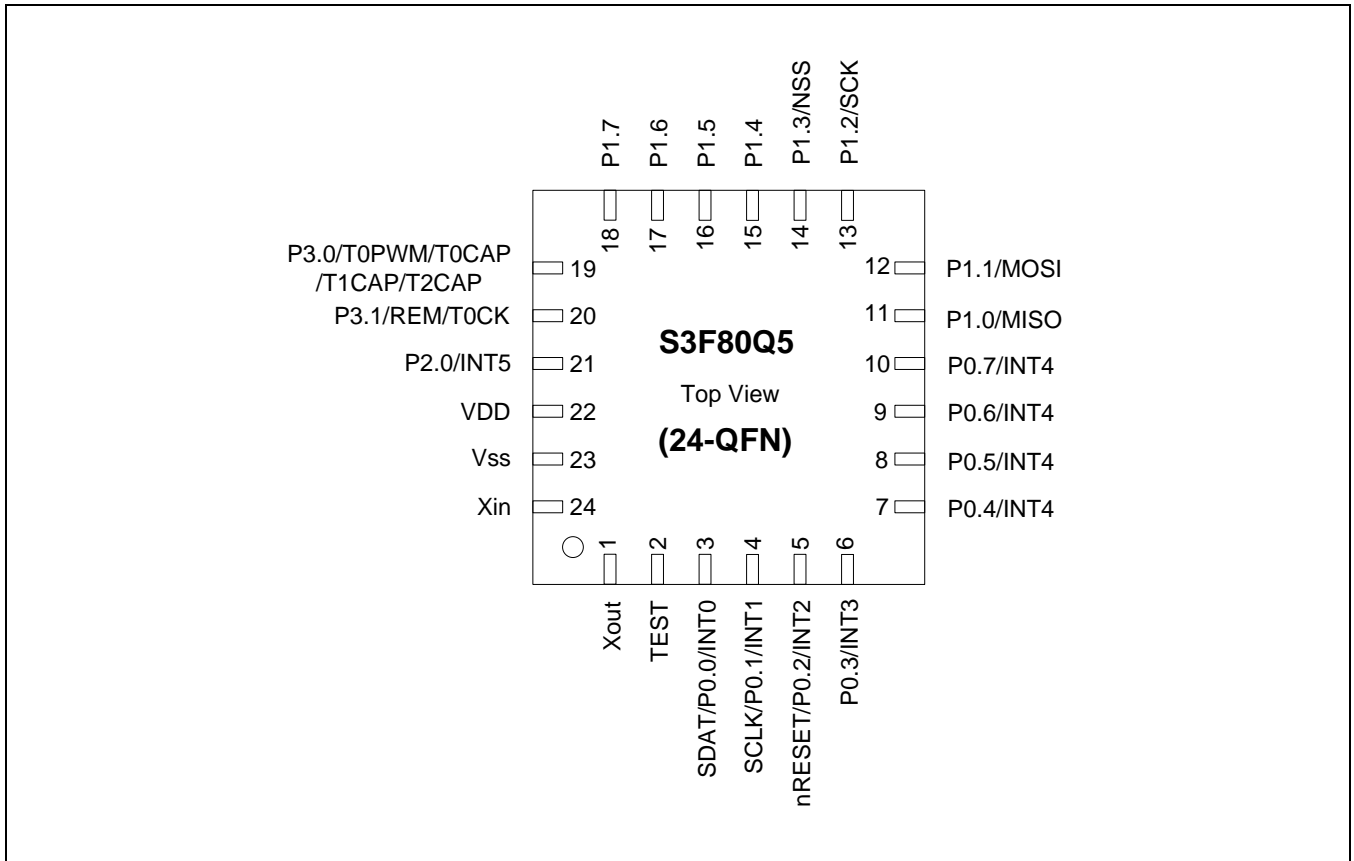 P1.7
P1.6
P1.5
P1.4
P1.3/NSS
P1.2/SCK
18
17
16
15
14
13
P3.0/T0PWM/T0CAP
/T1CAP/T2CAP
19
P3.1/REM/T0CK
20
P2.0/INT5
21
VDD
22
Vss
23
Xin
24
S3F80Q5
Top View
(24-QFN)
12
P1.1/MOSI
11
P1.0/MISO
10
P0.7/INT4
9
P0.6/INT4
8
P0.5/INT4
7
P0.4/INT4
1
2
3
4
5
6
Xout
TEST
SDAT/P0.0/INT0
SCLK/P0.1/INT1
nRESET/P0.2/INT2
P0.3/INT3